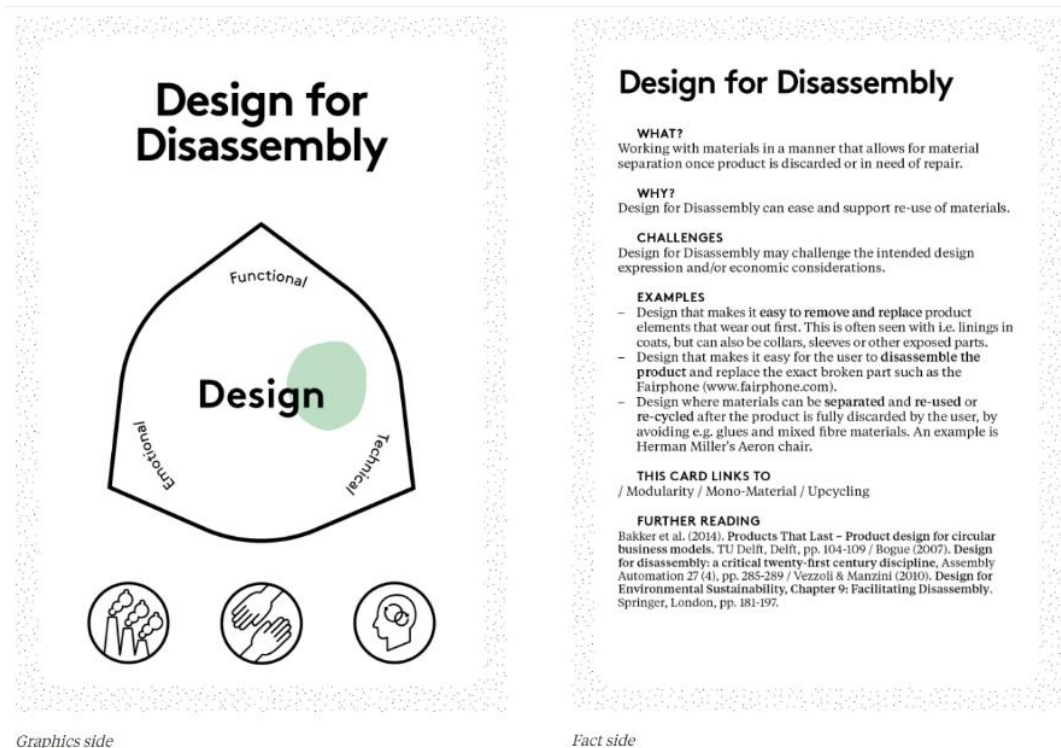 Design for
Disassembly
Functional
Design
Emotional
Technical
Graphics side
Design for Disassembly
WHAT?
Working with materials in a manner that allows for material
separation once product is discarded or in need of repair.
WHY?
Design for Disassembly can ease and support re-use of materials.
CHALLENGES
Design for Disassembly may challenge the intended design
expression and/or economic considerations.
EXAMPLES
– Design that makes it easy to remove and replace product
elements that wear out first. This is often seen with i.e. linings in
coats, but can also be collars, sleeves or other exposed parts.
– Design that makes it easy for the user to disassemble the
product and replace the exact broken part such as the
Fairphone (www.fairphone.com).
– Design where materials can be separated and re-used or
re-cycled after the product is fully discarded by the user, by
avoiding e.g. glues and mixed fibre materials. An example is
Herman Miller's Aeron chair.
THIS CARD LINKS TO
/ Modularity / Mono-Material / Upcycling
FURTHER READING
Bakker et al. (2014). Products That Last – Product design for circular
business models. TU Delft, Delft, pp. 104-109 / Bogue (2007). Design
for disassembly: a critical twenty-first century discipline, Assembly
Automation 27 (4), pp. 285-289 / Vezzoli & Manzini (2010). Design for
Environmental Sustainability, Chapter 9: Facilitating Disassembly.
Springer, London, pp. 181-197.
Fact side